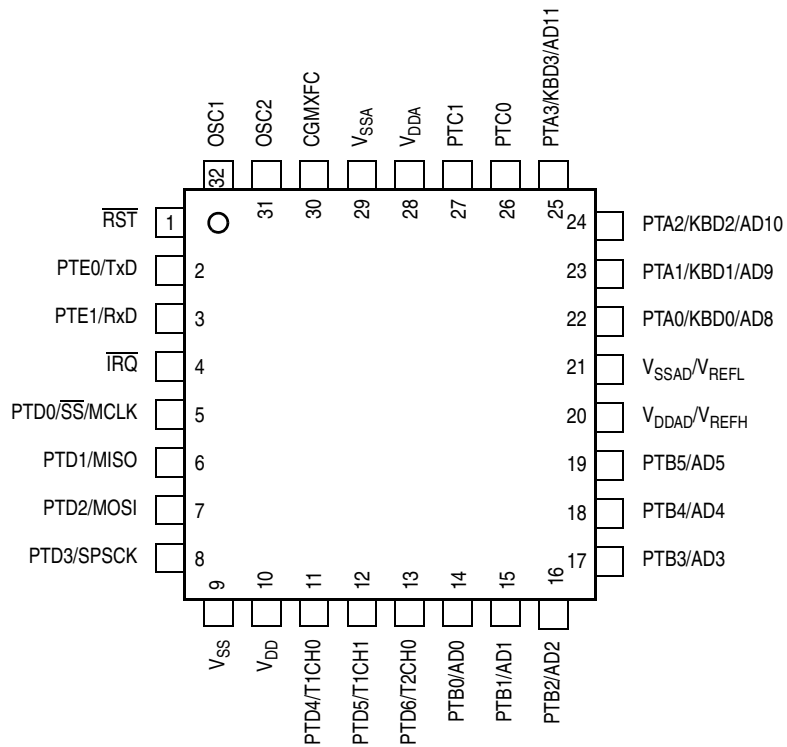 OSC1
OSC2
CGMXFC
VSSA
VDDA
PTC1
PTC0
PTA3/KBD3/AD11
32
31
30
29
28
27
26
25
R̅S̅T̅
1
24
PTA2/KBD2/AD10
PTE0/TxD
2
23
PTA1/KBD1/AD9
PTE1/RxD
3
22
PTA0/KBD0/AD8
I̅R̅Q̅
4
21
VSSAD/VREFL
PTD0/S̅S̅/MCLK
5
20
VDDAD/VREFH
PTD1/MISO
6
19
PTB5/AD5
PTD2/MOSI
7
18
PTB4/AD4
PTD3/SPSCK
8
17
PTB3/AD3
9
10
11
12
13
14
15
16
VSS
VDD
PTD4/T1CH0
PTD5/T1CH1
PTD6/T2CH0
PTB0/AD0
PTB1/AD1
PTB2/AD2